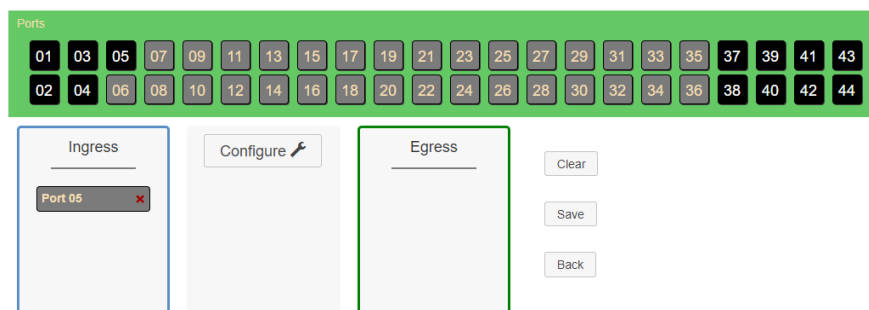 Ports
01 03 05 07 09 11 13 15 17 19 21 23 25 27 29 31 33 35 37 39 41 43
02 04 06 08 10 12 14 16 18 20 22 24 26 28 30 32 34 36 38 40 42 44
Ingress
Configure
Egress
Clear
Port 05
Save
Back